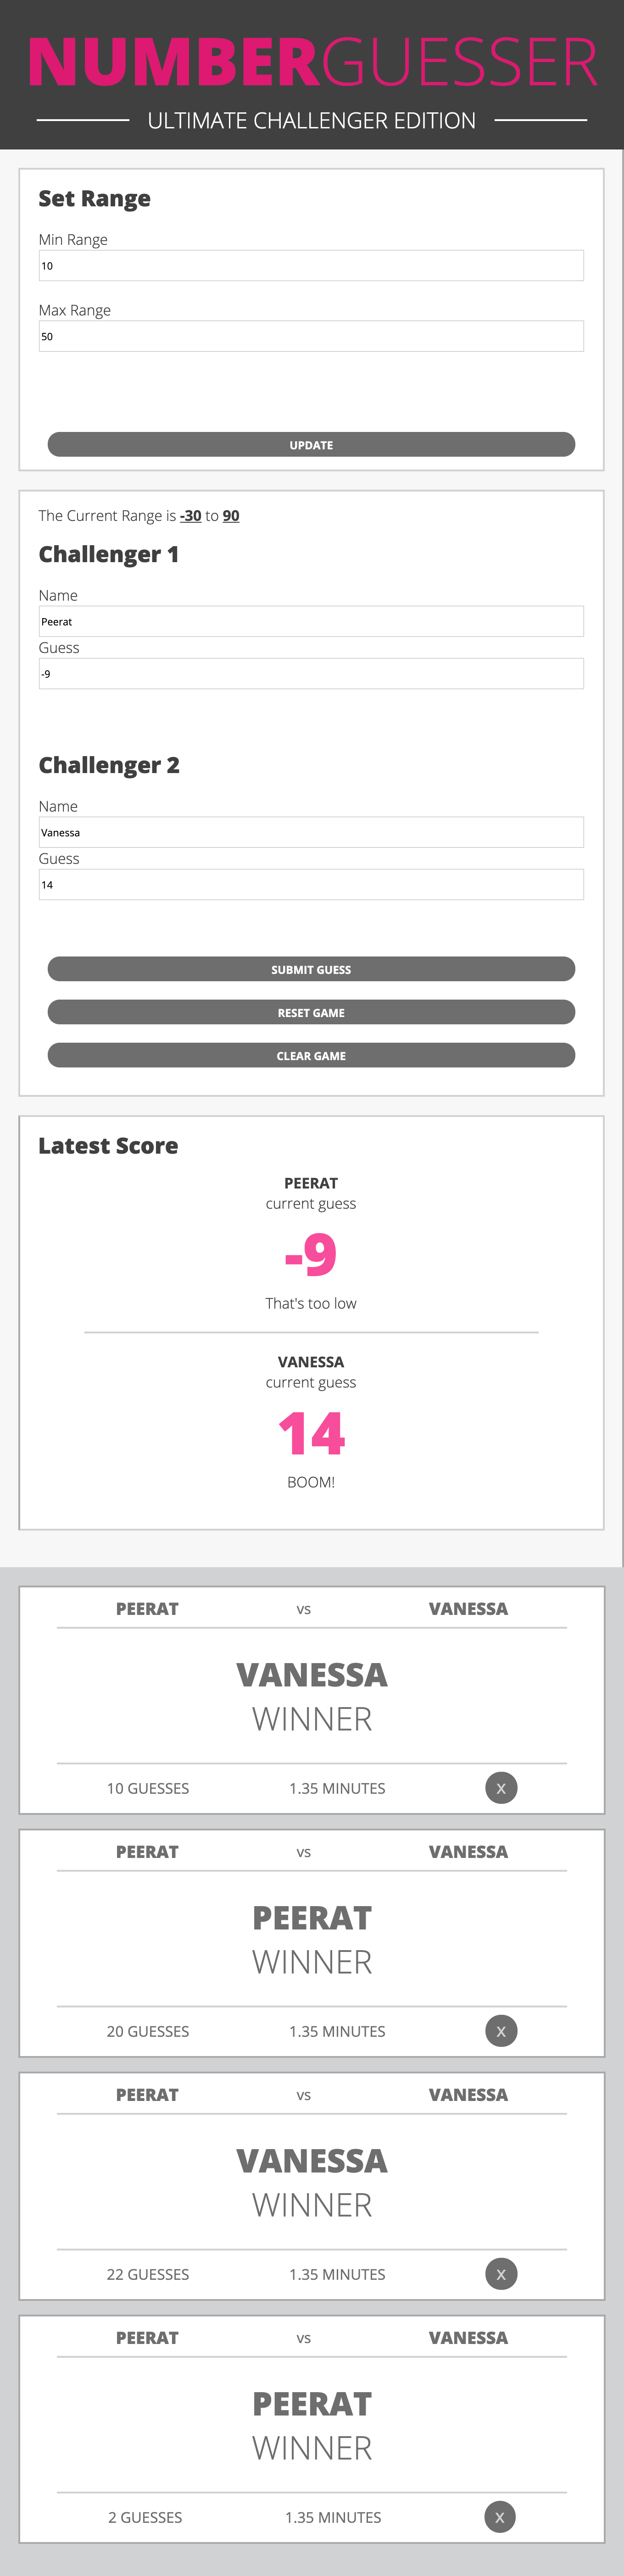 NUMBERGUESSER
ULTIMATE CHALLENGER EDITION
Set Range
Min Range
10
Max Range
50
UPDATE
The Current Range is -30 to 90
Challenger 1
Name
Peerat
Guess
-9
Challenger 2
Name
Vanessa
Guess
14
SUBMIT GUESS
RESET GAME
CLEAR GAME
Latest Score
PEERAT
current guess
-9
That's too low
VANESSA
current guess
14
BOOM!
PEERAT vs VANESSA
VANESSA
WINNER
10 GUESSES 1.35 MINUTES X
PEERAT vs VANESSA
PEERAT
WINNER
20 GUESSES 1.35 MINUTES X
PEERAT vs VANESSA
VANESSA
WINNER
22 GUESSES 1.35 MINUTES X
PEERAT vs VANESSA
PEERAT
WINNER
2 GUESSES 1.35 MINUTES X